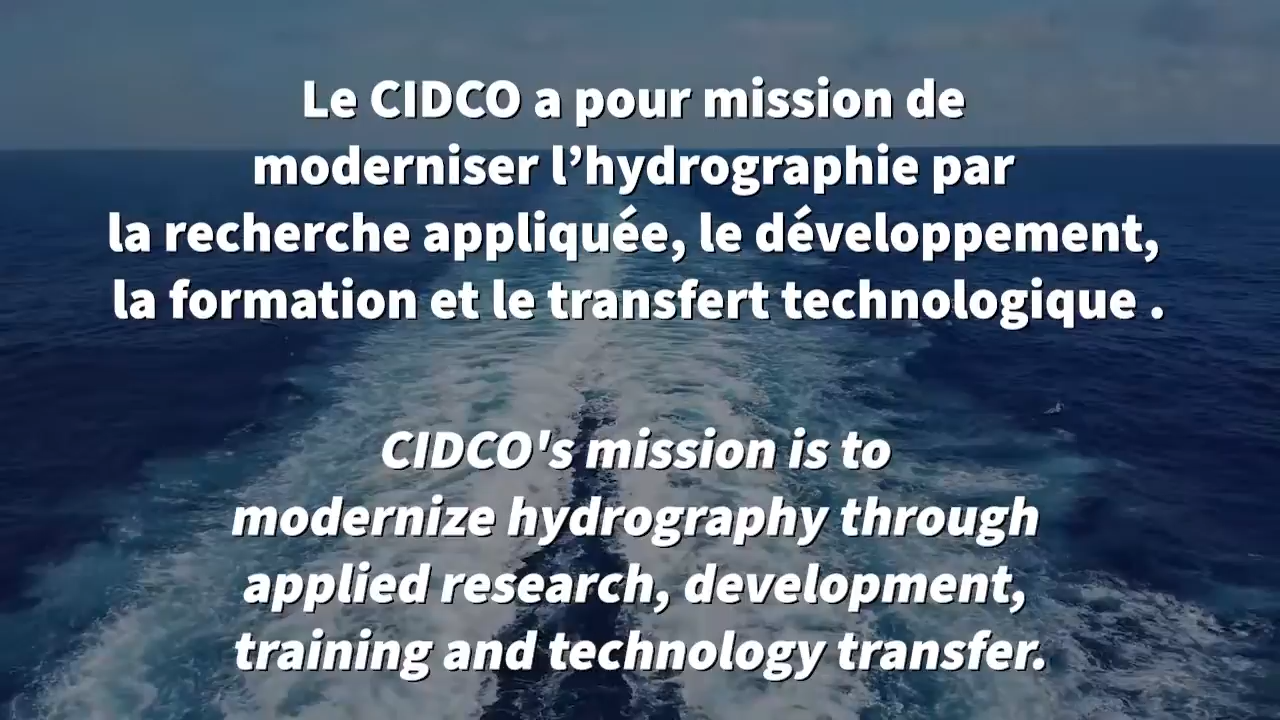 Le CIDCO a pour mission de
moderniser l’hydrographie par
la recherche appliquée, le développement,
la formation et le transfert technologique .
CIDCO's mission is to
modernize hydrography through
applied research, development,
training and technology transfer.